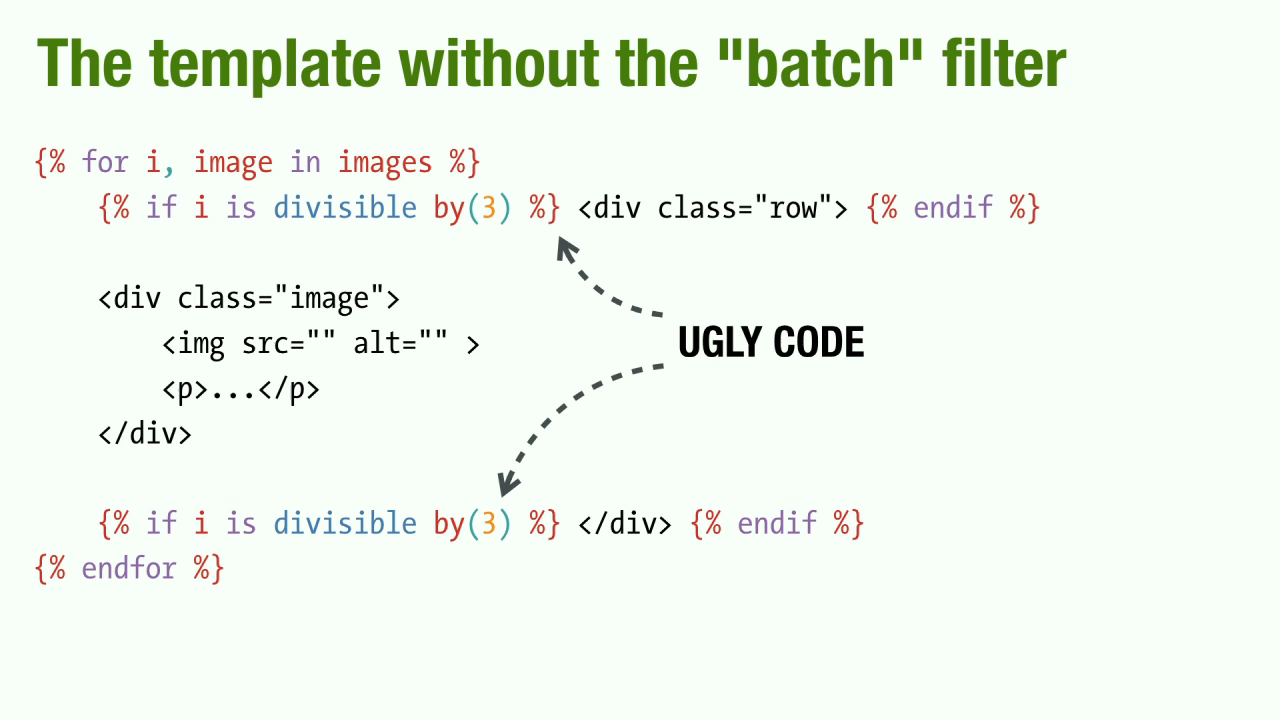 The template without the "batch" filter
{% for i, image in images %}
    {% if i is divisible by(3) %} <div class="row"> {% endif %}
    <div class="image">
        <img src="" alt="" >
UGLY CODE
        <p>...</p>
    </div>
    {% if i is divisible by(3) %} </div> {% endif %}
{% endfor %}